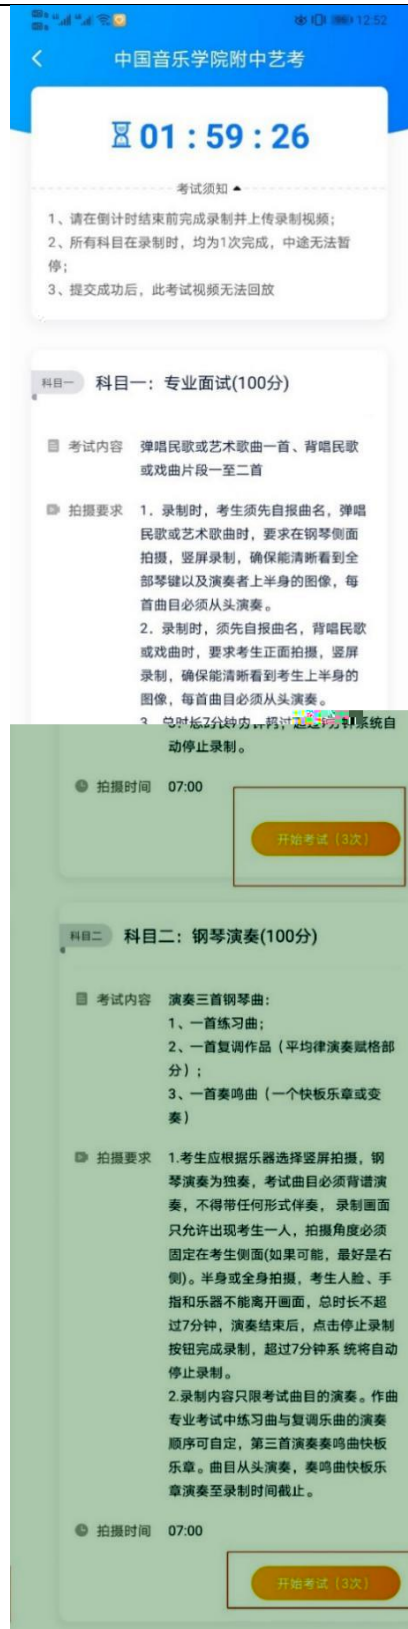 12:52
中国音乐学院附中艺考
01 : 59 : 26
考试须知
1、请在倒计时结束前完成录制并上传录制视频；
2、所有科目在录制时，均为1次完成，中途无法暂
停；
3、提交成功后，此考试视频无法回放
科目一
科目一：专业面试(100分)
考试内容
弹唱民歌或艺术歌曲一首、背唱民歌
或戏曲片段一至二首
拍摄要求
1. 录制时，考生须先自报曲名，弹唱
民歌或艺术歌曲时，要求在钢琴侧面
拍摄，竖屏录制，确保能清晰看到全
部琴键以及演奏者上半身的图像，每
首曲目必须从头演奏。
2. 录制时，须先自报曲名，背唱民歌
或戏曲时，要求考生正面拍摄，竖屏
录制，确保能清晰看到考生上半身的
图像，每首曲目必须从头演奏。
3 总时长7分钟内
系统自
动停止录制。
拍摄时间 07:00
开始考试（3次）
科目二
科目二：钢琴演奏(100分)
考试内容
演奏三首钢琴曲：
1、一首练习曲；
2、一首复调作品（平均律演奏赋格部
分）；
3、一首奏鸣曲（一个快板乐章或变
奏）
拍摄要求
1.考生应根据乐器选择竖屏拍摄，钢
琴演奏为独奏，考试曲目必须背谱演
奏，不得带任何形式伴奏， 录制画面
只允许出现考生一人，拍摄角度必须
固定在考生侧面(如果可能，最好是右
侧)。半身或全身拍摄，考生人脸、手
指和乐器不能离开画面，总时长不超
过7分钟，演奏结束后，点击停止录制
按钮完成录制，超过7分钟系 统将自动
停止录制。
2.录制内容只限考试曲目的演奏。作曲
专业考试中练习曲与复调乐曲的演奏
顺序可自定，第三首演奏奏鸣曲快板
乐章。曲目从头演奏，奏鸣曲快板乐
章演奏至录制时间截止。
拍摄时间 07:00
开始考试（3次）